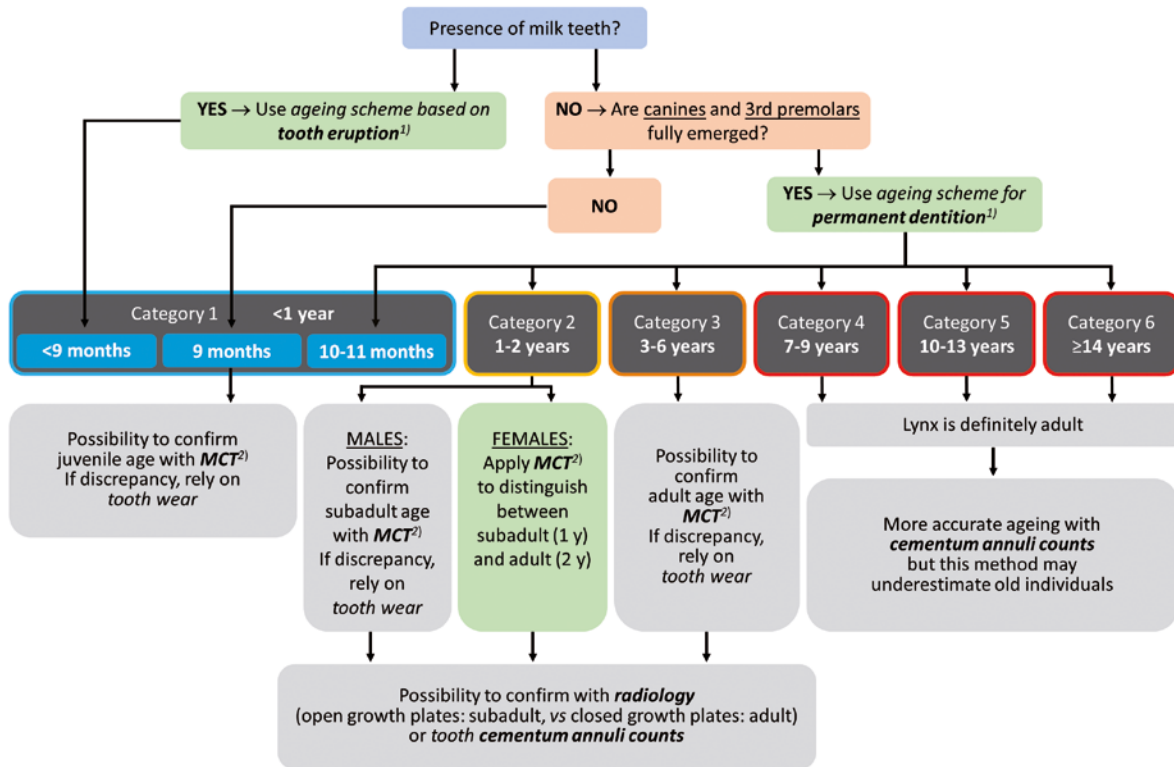 Presence of milk teeth?
YES → Use ageing scheme based on
tooth eruption1)
NO → Are canines and 3rd premolars
fully emerged?
NO
YES → Use ageing scheme for
permanent dentition1)
Category 1 <1 year
<9 months
9 months
10-11 months
Category 2
1-2 years
Category 3
3-6 years
Category 4
7-9 years
Category 5
10-13 years
Category 6
≥14 years
Possibility to confirm
juvenile age with MCT2)
If discrepancy, rely on
tooth wear
MALES:
Possibility to
confirm
subadult age
with MCT2)
If discrepancy,
rely on
tooth wear
FEMALES:
Apply MCT2)
to distinguish
between
subadult (1 y)
and adult (2 y)
Possibility to
confirm
adult age with
MCT2)
If discrepancy,
rely on
tooth wear
Lynx is definitely adult
More accurate ageing with
cementum annuli counts
but this method may
underestimate old individuals
Possibility to confirm with radiology
(open growth plates: subadult, vs closed growth plates: adult)
or tooth cementum annuli counts